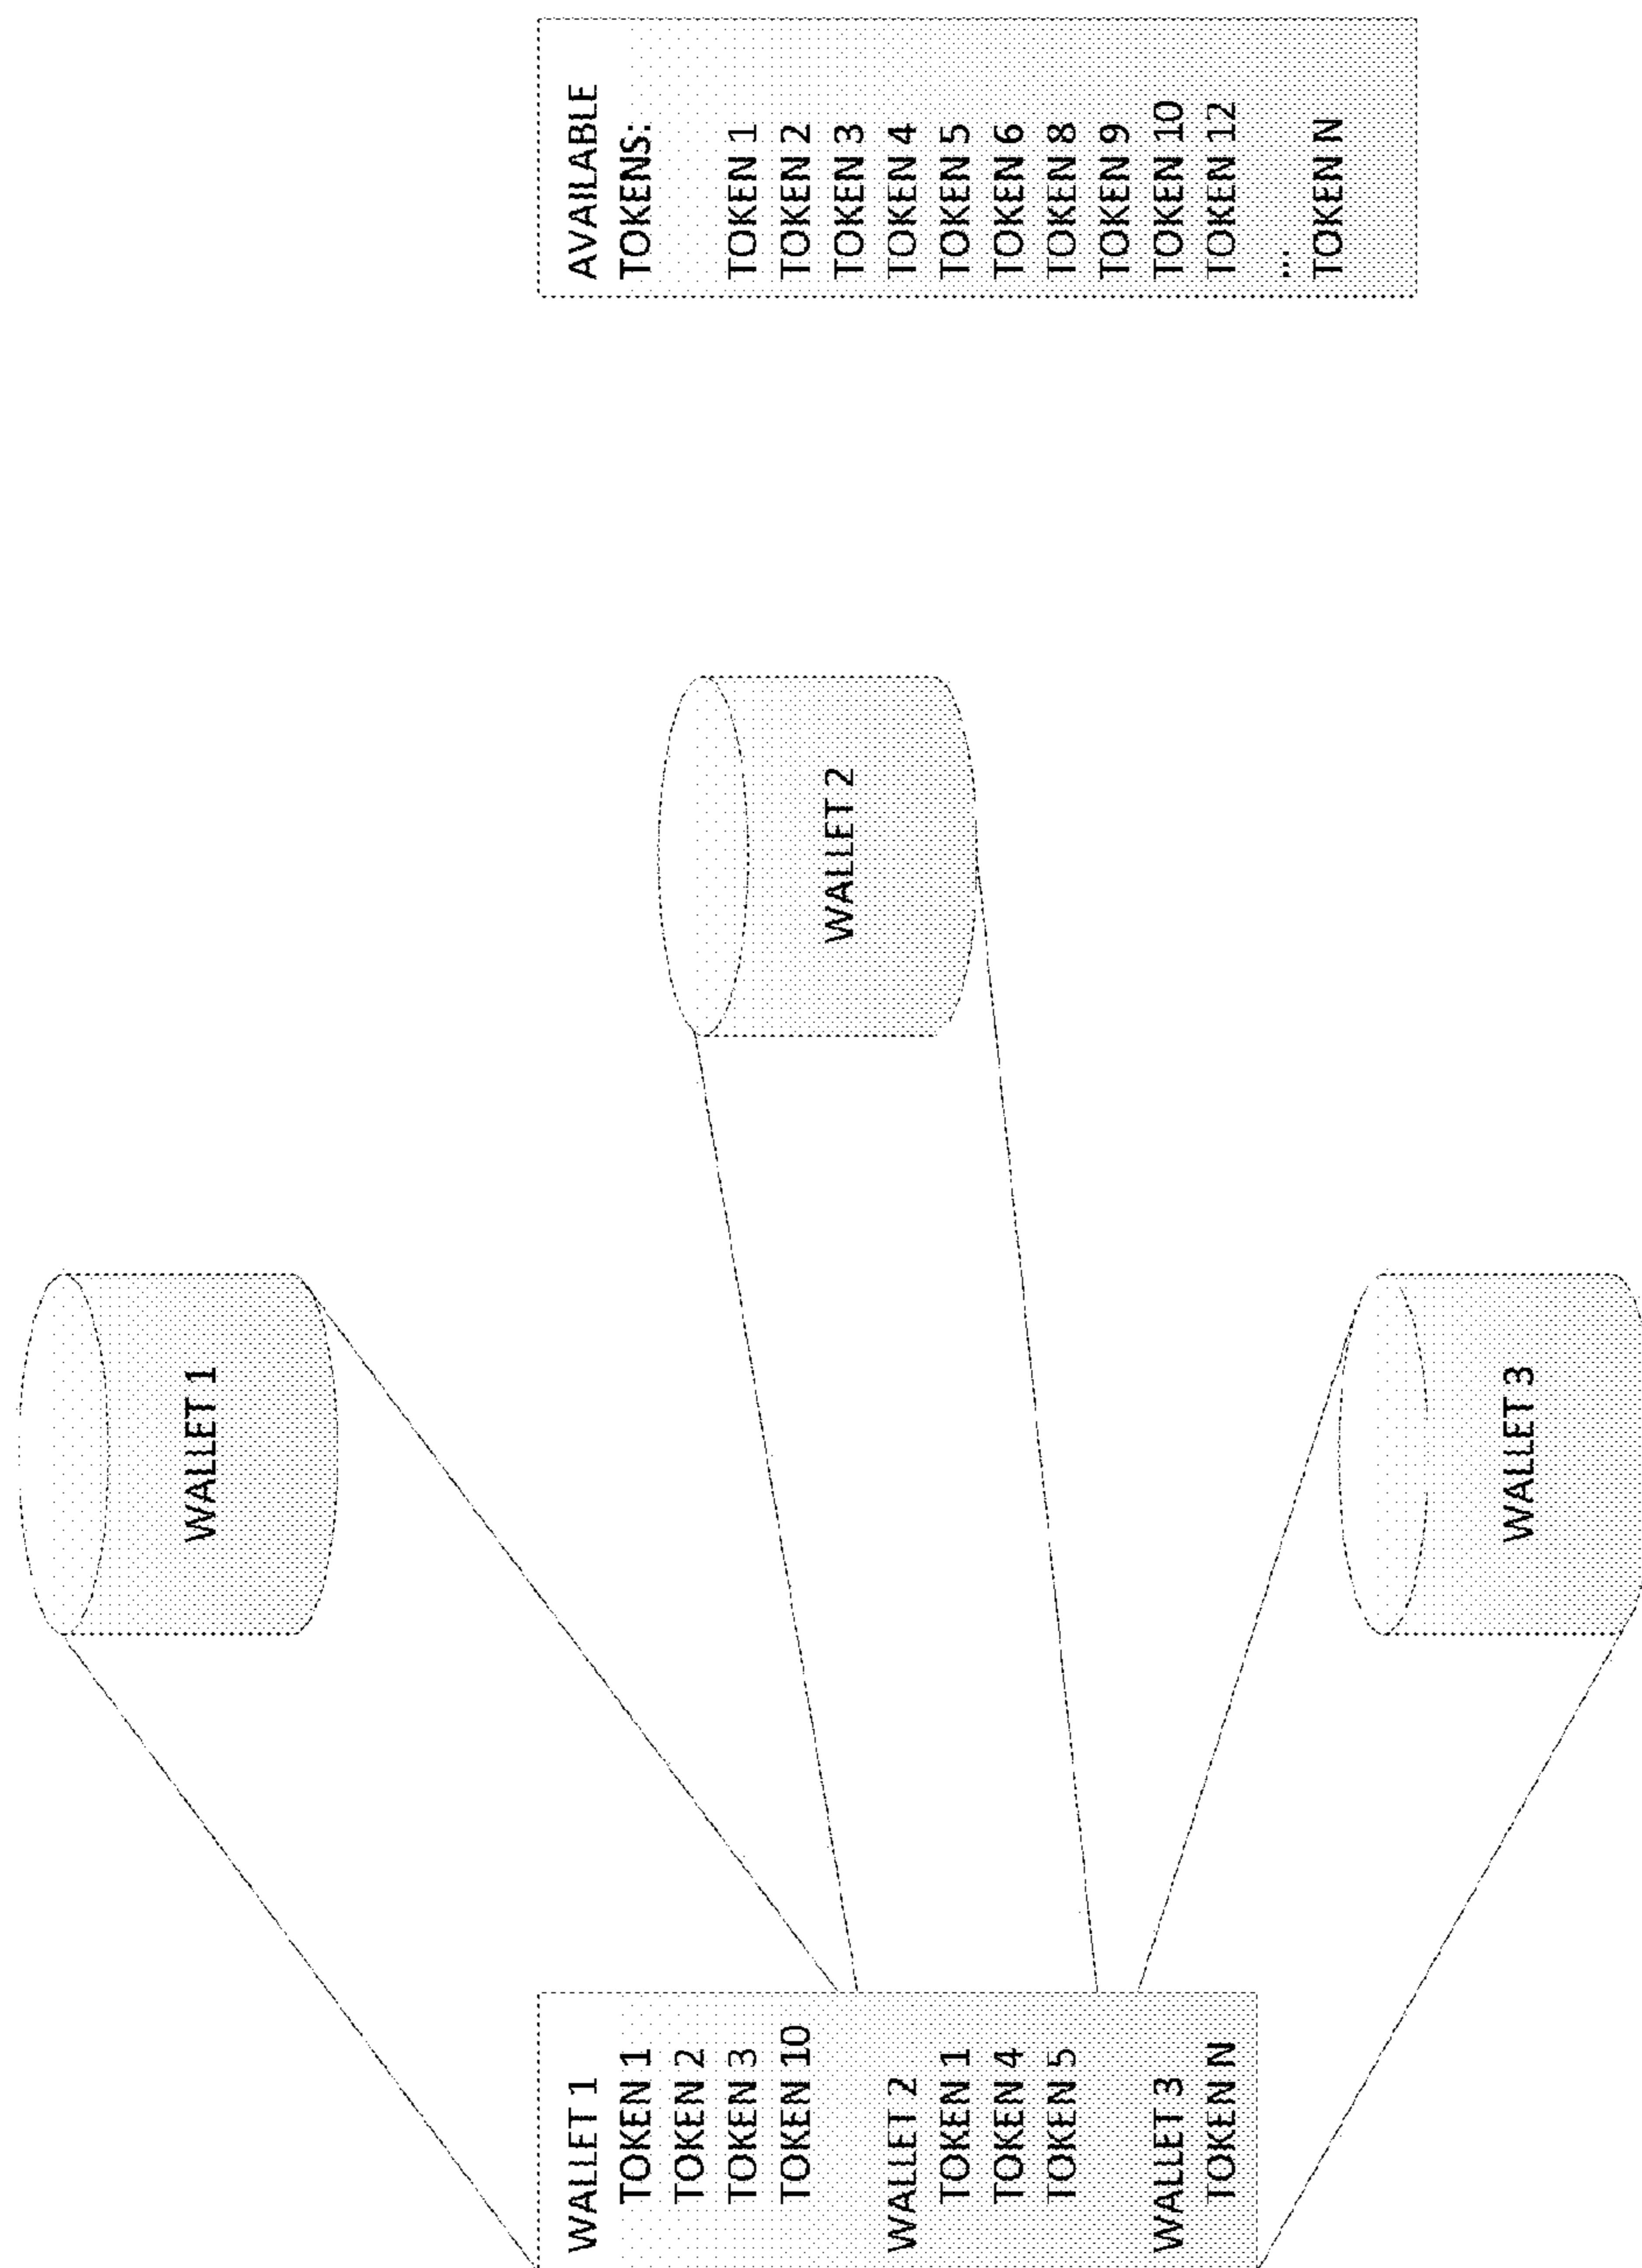 WALLET 1
TOKEN 1
TOKEN 2
TOKEN 3
TOKEN 10
WALLET 2
TOKEN 1
TOKEN 4
TOKEN 5
WALLET 3
TOKEN N
WALLET 1
WALLET 2
WALLET 3
AVAILABLE
TOKENS:
TOKEN 1
TOKEN 2
TOKEN 3
TOKEN 4
TOKEN 5
TOKEN 6
TOKEN 8
TOKEN 9
TOKEN 10
TOKEN 12
...
TOKEN N